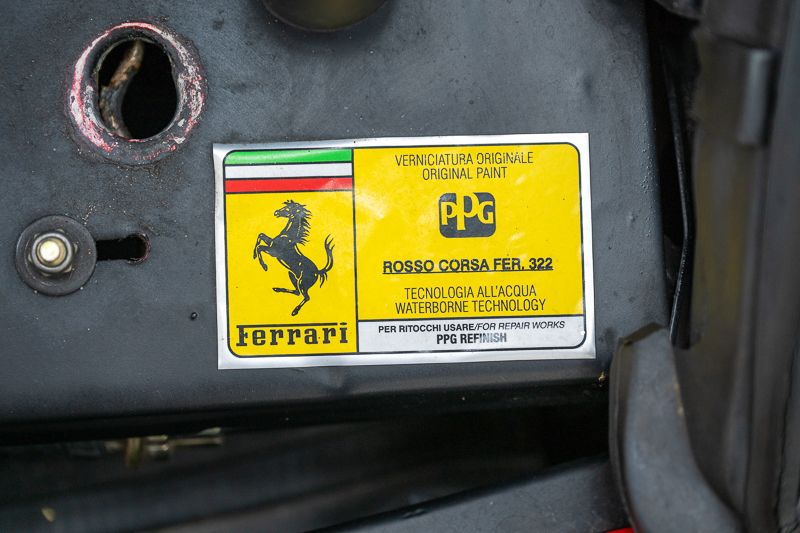 VERNICIATURA ORIGINALE
ORIGINAL PAINT
PPG
ROSSO CORSA FER. 322
TECNOLOGIA ALL'ACQUA
WATERBORNE TECHNOLOGY
Ferrari
PER RITOCCHI USARE/FOR REPAIR WORKS
PPG REFINISH